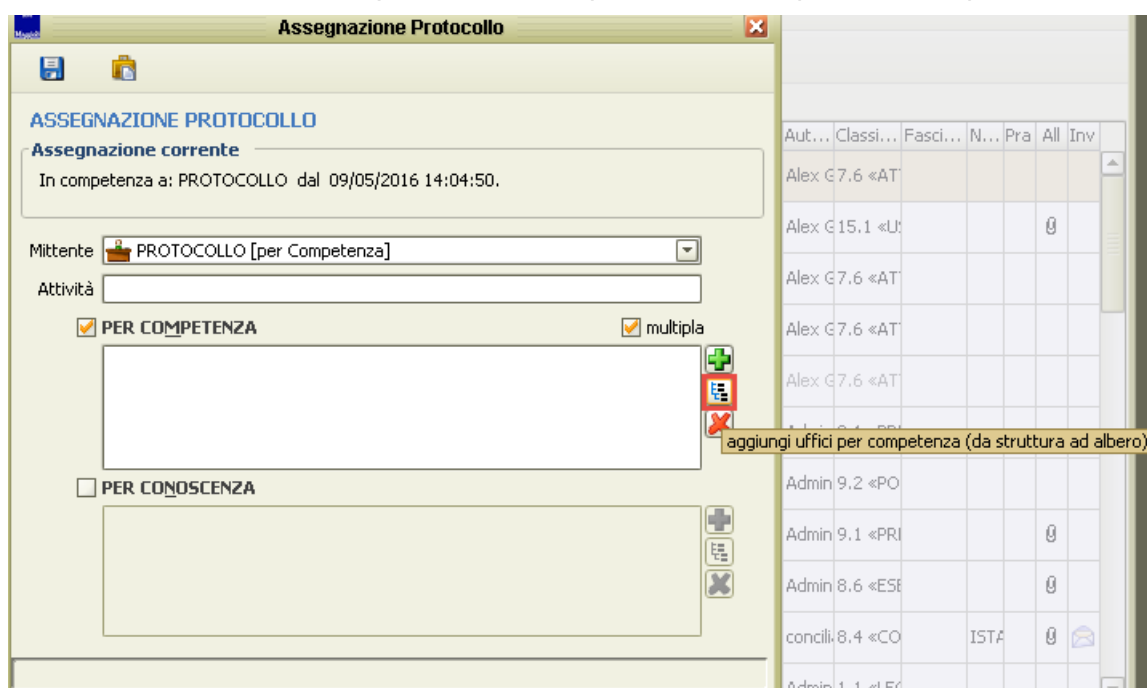 Assegnazione Protocollo
ASSEGNAZIONE PROTOCOLLO
Assegnazione corrente
In competenza a: PROTOCOLLO dal 09/05/2016 14:04:50.
Mittente PROTOCOLLO [per Competenza]
Attività
PER COMPETENZA multipla
aggiungi uffici per competenza (da struttura ad albero)
PER CONOSCENZA
Aut... Classi... Fasci... N... Pra All Inv
Alex G 7.6 «AT
Alex G 15.1 «U
Alex G 7.6 «AT
Alex G 7.6 «AT
Alex G 7.6 «AT
Admin 9.2 «PO
Admin 9.1 «PRI
Admin 8.6 «ESE
concili 8.4 «CO ISTA
Admin 1.1 «LEG